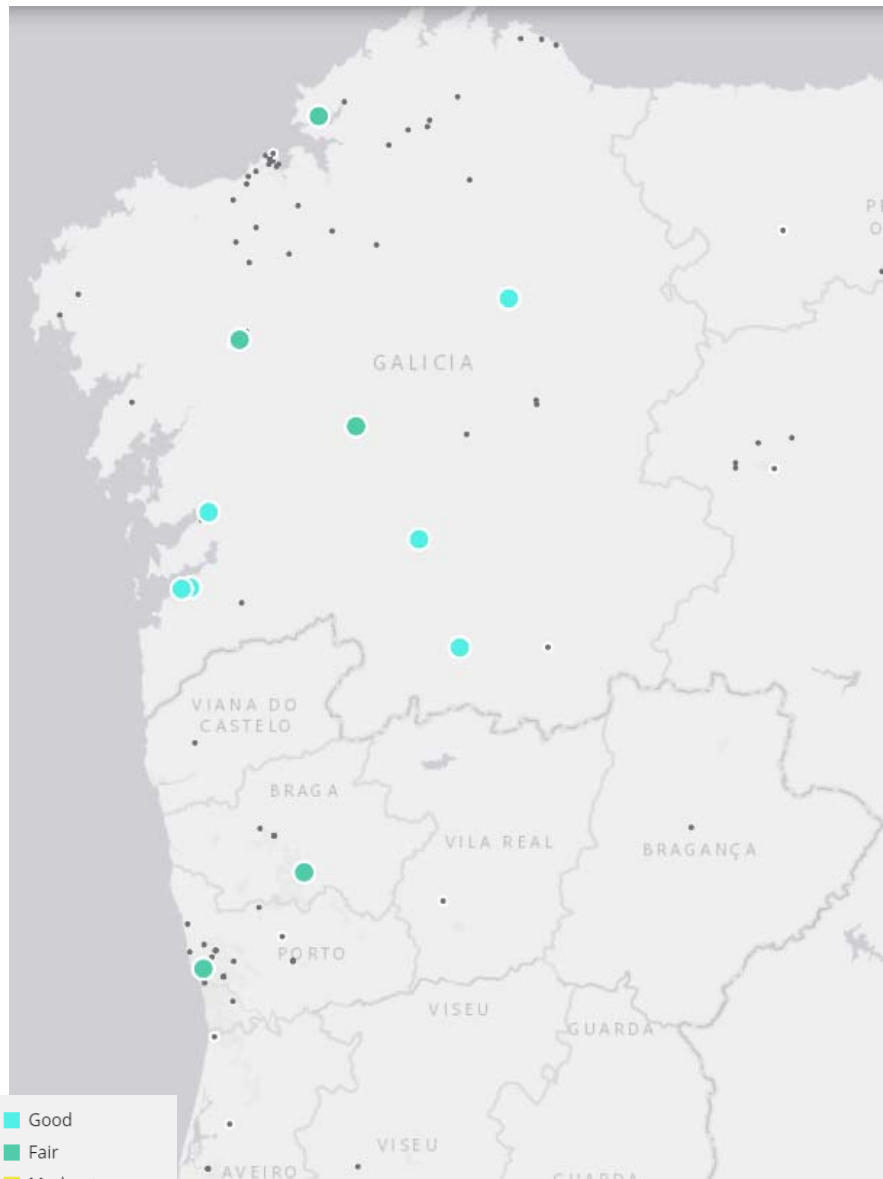 GALICIA
VIANA DO
CASTELO
BRAGA
VILA REAL
BRAGANÇA
PORTO
VISEU
GUARDA
Good
Fair
VISEU
AVEIRO